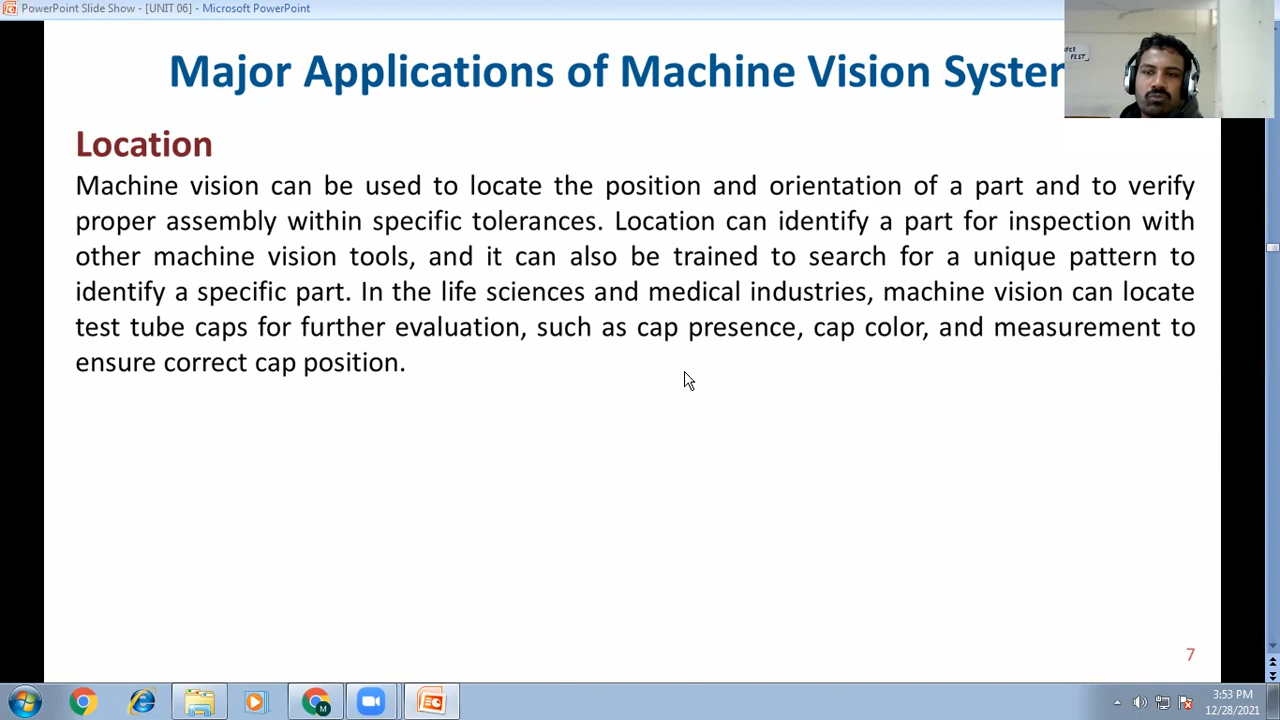 PowerPoint Slide Show - [UNIT 06] - Microsoft PowerPoint
Major Applications of Machine Vision
Location
Machine vision can be used to locate the position and orientation of a part and to verify
proper assembly within specific tolerances. Location can identify a part for inspection with
other machine vision tools, and it can also be trained to search for a unique pattern to
identify a specific part. In the life sciences and medical industries, machine vision can locate
test tube caps for further evaluation, such as cap presence, cap color, and measurement to
ensure correct cap position.
7
3:53 PM
12/28/2021